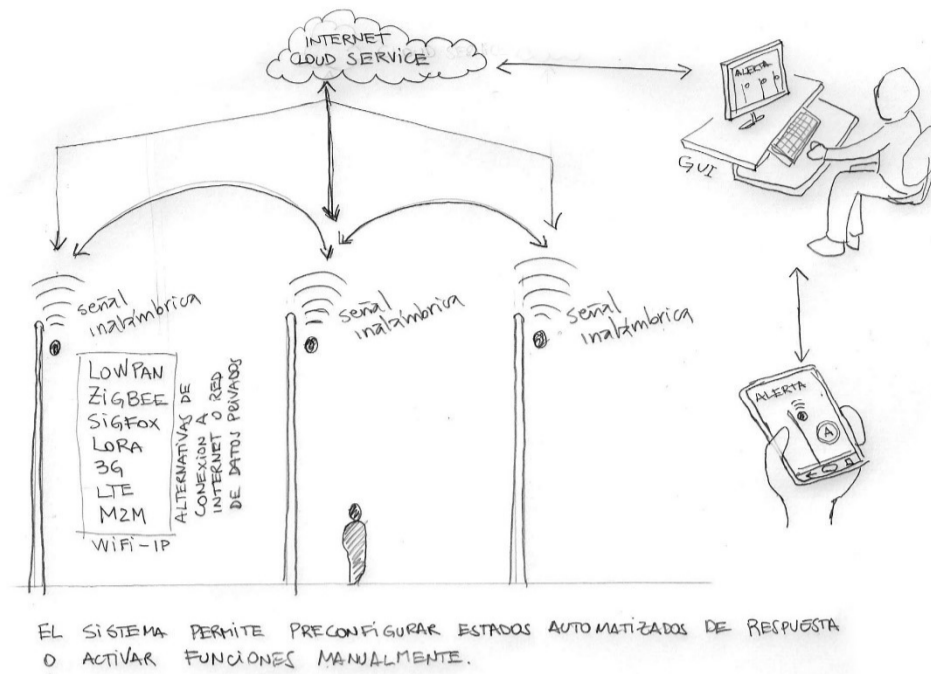 INTERNET
CLOUD SERVICE
ALERTA
GUI
señal
inalámbrica
señal
inalámbrica
señal
inalámbrica
LOWPAN
ZIGBEE
SIGFOX
LORA
3G
LTE
M2M
WIFI-IP
ALTERNATIVAS DE
CONEXION A
INTERNET O RED
DE DATOS PRIVADOS
ALERTA
A
EL SISTEMA PERMITE PRECONFIGURAR ESTADOS AUTOMATIZADOS DE RESPUESTA
O ACTIVAR FUNCIONES MANUALMENTE.